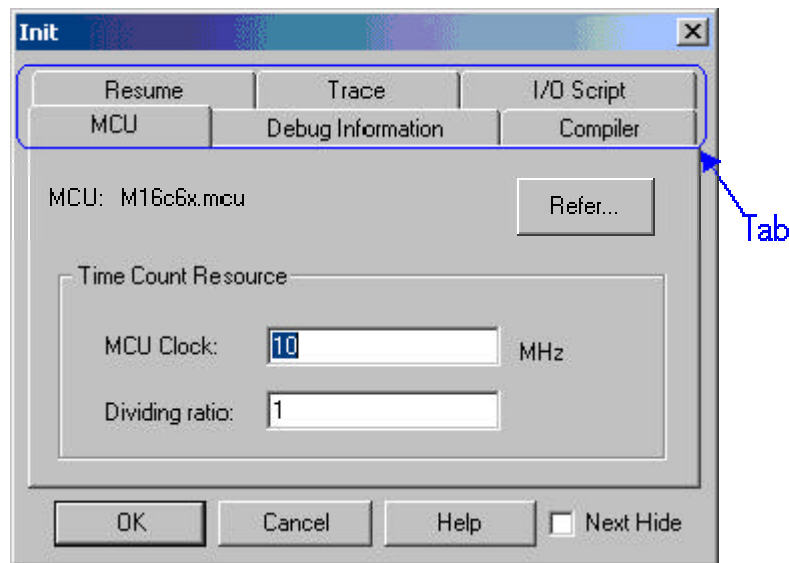 Init
Resume Trace I/O Script
MCU Debug Information Compiler
Tab
MCU: M16c6x.mcu Refer...
Time Count Resource
MCU Clock: 10 MHz
Dividing ratio: 1
OK Cancel Help Next Hide